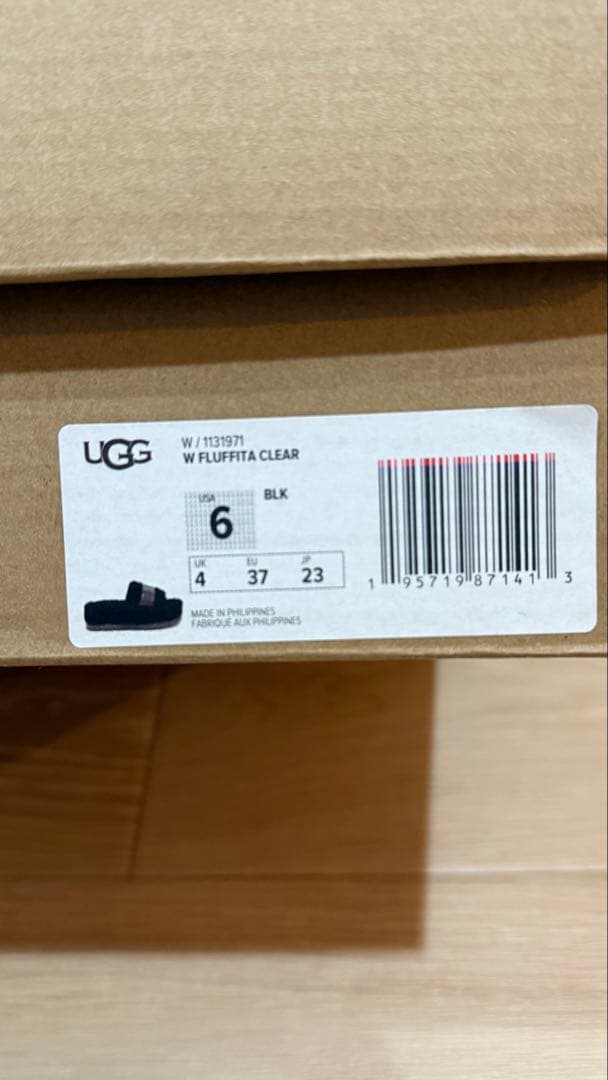 UGG
W / 1131971
W FLUFFITA CLEAR
USA
6
BLK
UK EU JP
4 37 23
MADE IN PHILIPPINES
FABRIQUÉ AUX PHILIPPINES
1 95719 87141 3